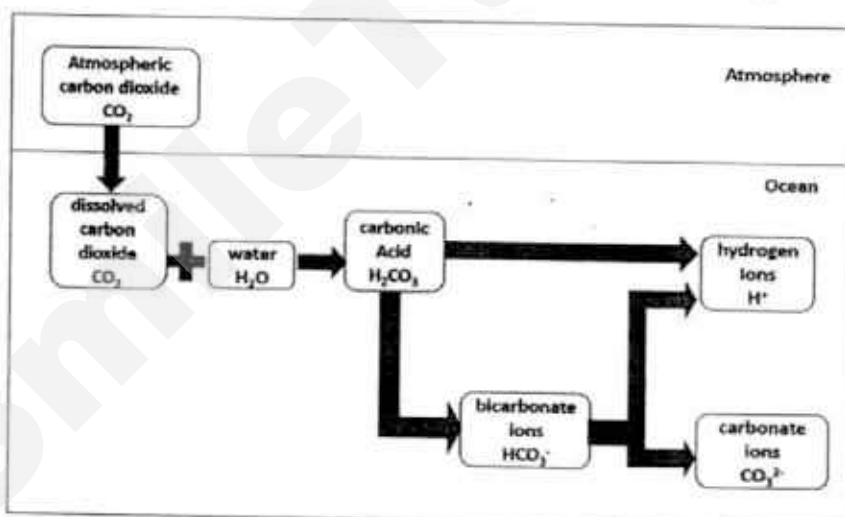 Atmospheric
carbon dioxide
CO₂
Atmosphere
Ocean
dissolved
carbon
dioxide
CO₂
water
H₂O
carbonic
Acid
H₂CO₃
hydrogen
ions
H⁺
bicarbonate
ions
HCO₃⁻
carbonate
ions
CO₃²⁻